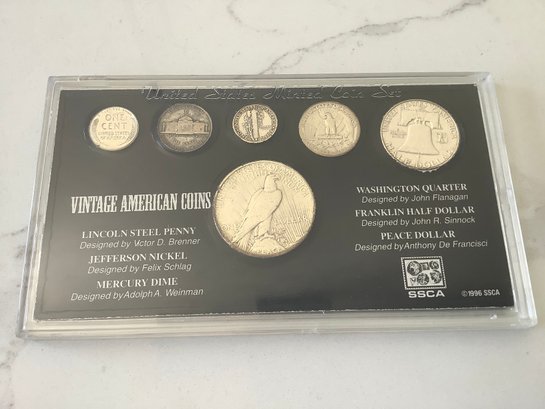 United States Minted Coin Set
ONE
CENT
UNITED STATES
VINTAGE AMERICAN COINS
LINCOLN STEEL PENNY
Designed by Victor D. Brenner
JEFFERSON NICKEL
Designed by Felix Schlag
MERCURY DIME
Designed by Adolph A. Weinman
WASHINGTON QUARTER
Designed by John Flanagan
FRANKLIN HALF DOLLAR
Designed by John R. Sinnock
PEACE DOLLAR
Designed by Anthony De Francisci
SSCA
©1996 SSCA